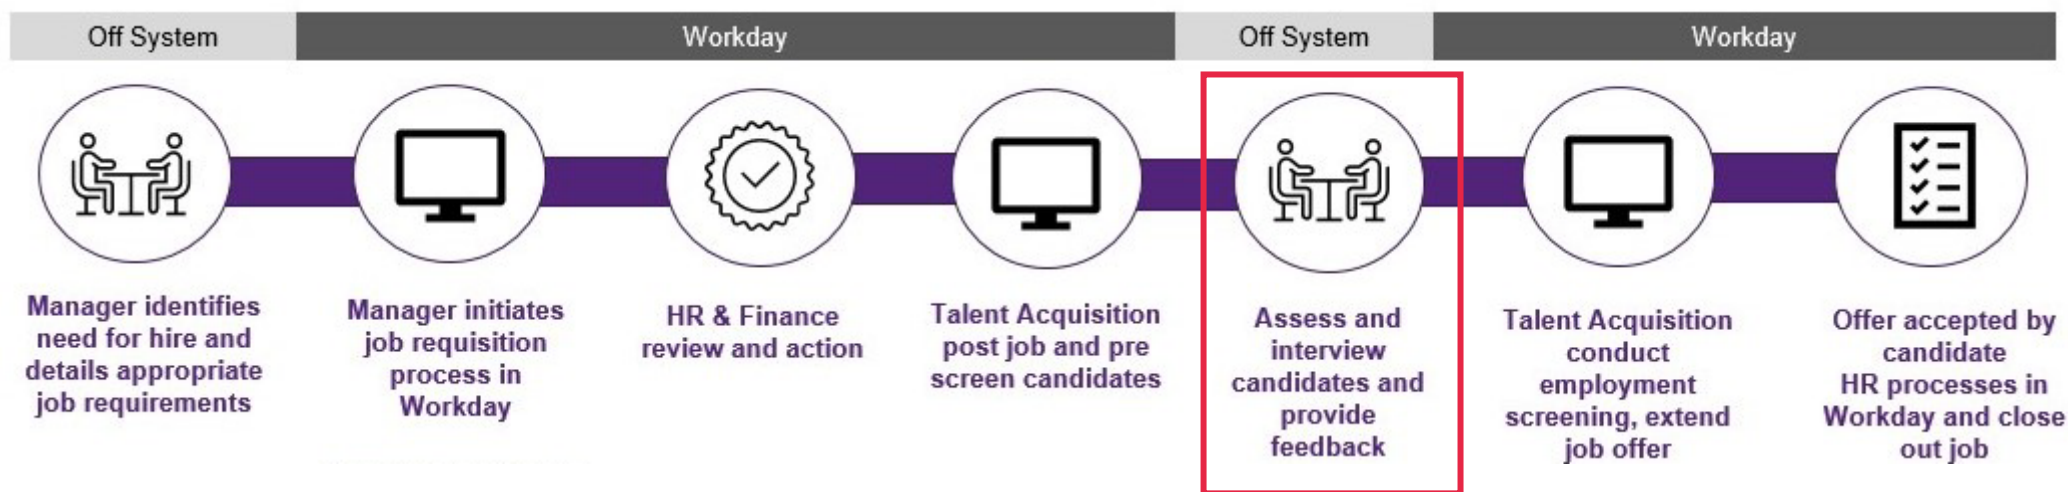 Off System
Workday
Off System
Workday
Manager identifies
need for hire and
details appropriate
job requirements
Manager initiates
job requisition
process in
Workday
HR & Finance
review and action
Talent Acquisition
post job and pre
screen candidates
Assess and
interview
candidates and
provide
feedback
Talent Acquisition
conduct
employment
screening, extend
job offer
Offer accepted by
candidate
HR processes in
Workday and close
out job